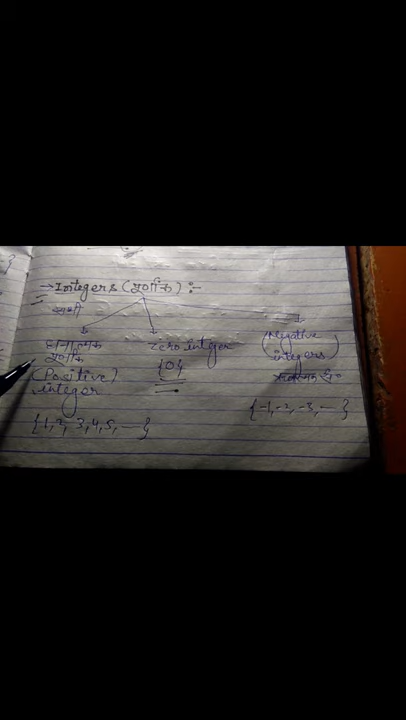 → Integers (पूर्णांक) :-
धनात्मक
पूर्णांक
(Positive)
integer
{1, 2, 3, 4, 5, ---}
Zero integer
{0}
(Negative
integers)
{-1, -2, -3, --- }